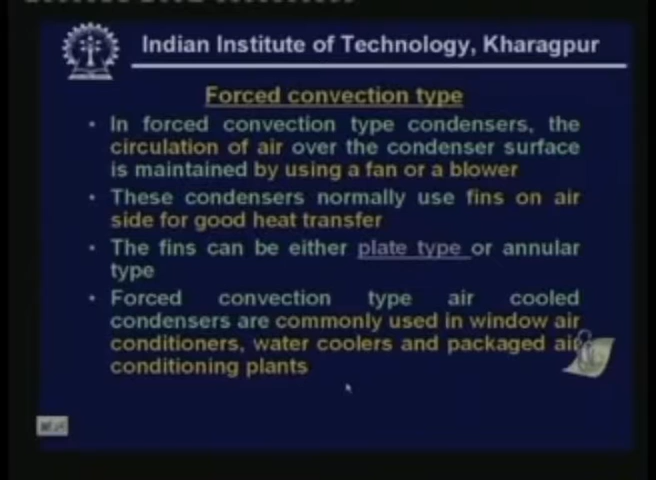 Indian Institute of Technology, Kharagpur
Forced convection type
• In forced convection type condensers, the
circulation of air over the condenser surface
is maintained by using a fan or a blower
• These condensers normally use fins on air
side for good heat transfer
• The fins can be either plate type or annular
type
• Forced convection type air cooled
condensers are commonly used in window air
conditioners, water coolers and packaged air
conditioning plants